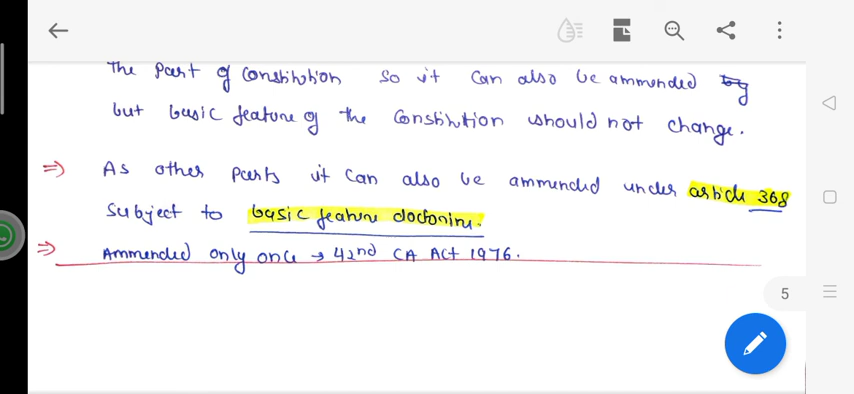 The part of Constitution so it can also be ammended by
but basic feature of the Constitution should not change.
⇒ As other parts it can also be ammended under article 368
subject to basic feature doctorine.
⇒ Ammended only once → 42nd CA Act 1976.
5